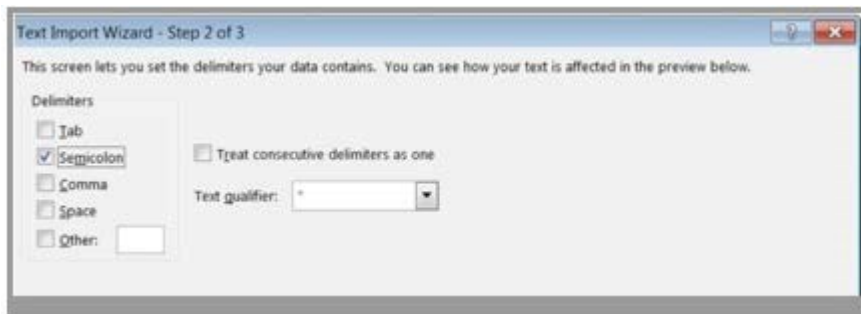 Text Import Wizard - Step 2 of 3
This screen lets you set the delimiters your data contains. You can see how your text is affected in the preview below.
Delimiters
Tab
Semicolon
Treat consecutive delimiters as one
Comma
Text qualifier: "
Space
Other: